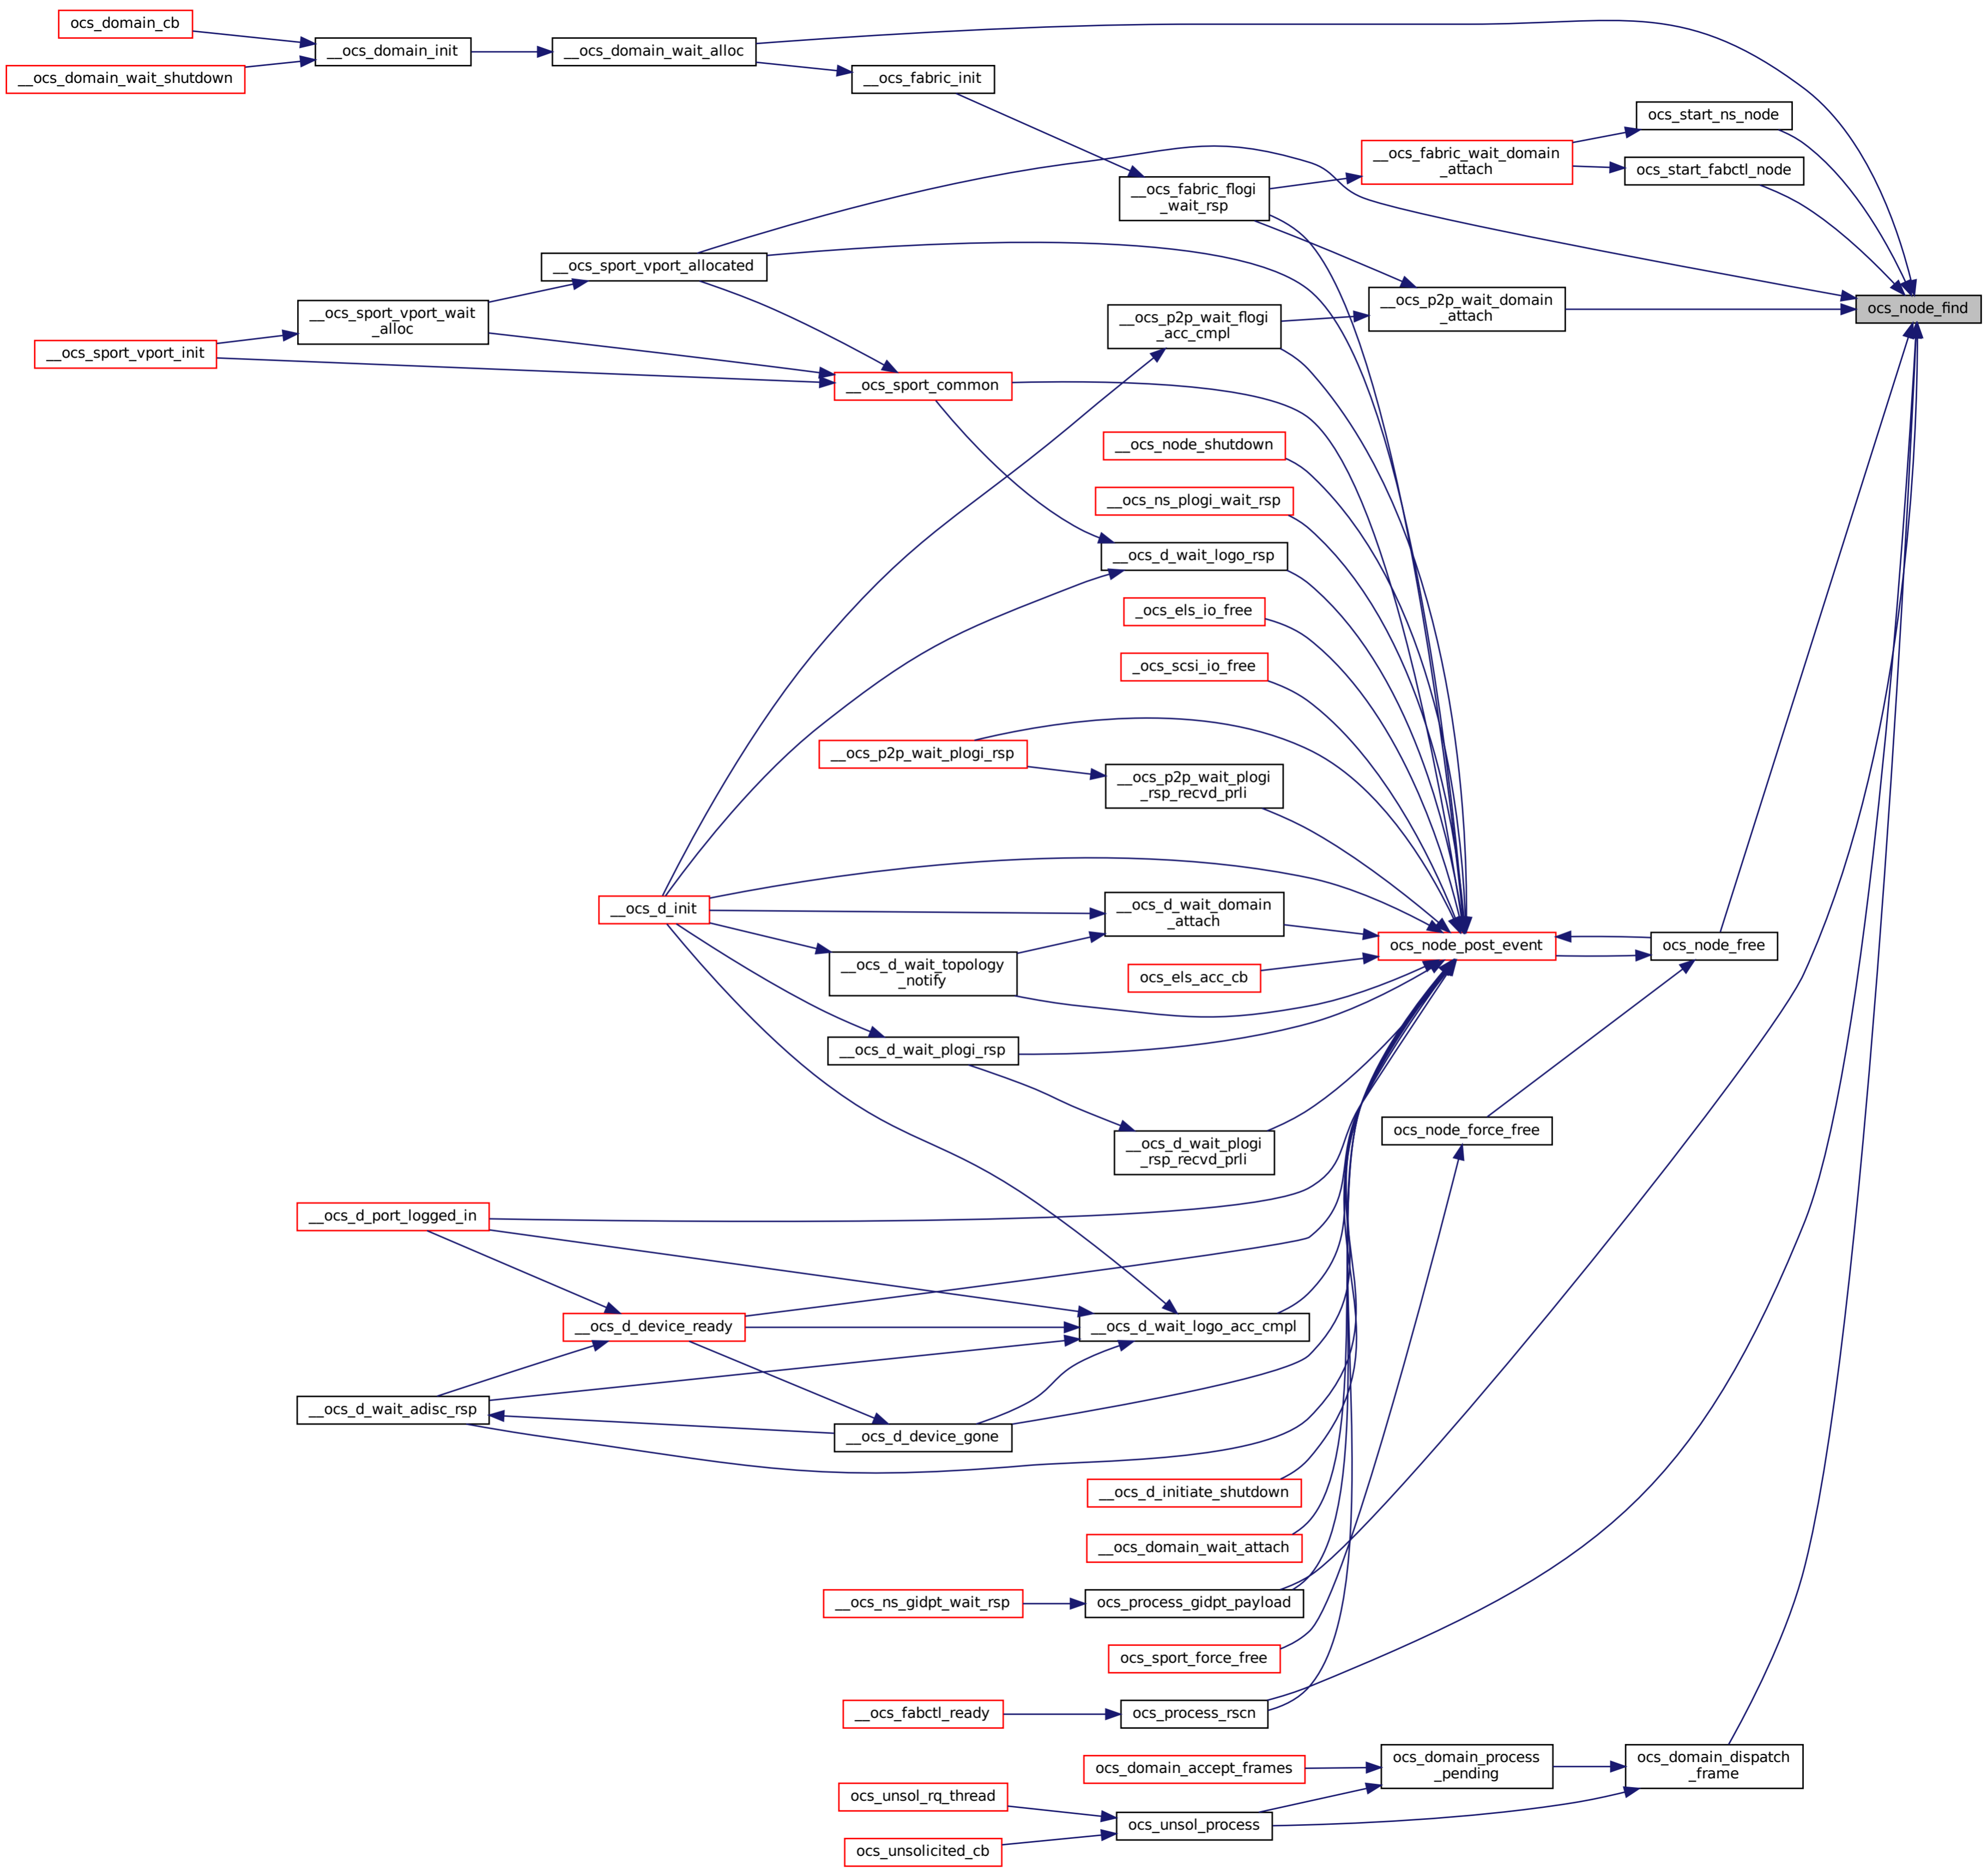 ocs_domain_cb
__ocs_domain_init
__ocs_domain_wait_alloc
__ocs_domain_wait_shutdown
__ocs_fabric_init
ocs_start_ns_node
__ocs_fabric_wait_domain
_attach
ocs_start_fabctl_node
__ocs_fabric_flogi
_wait_rsp
__ocs_sport_vport_allocated
__ocs_p2p_wait_domain
_attach
ocs_node_find
__ocs_sport_vport_wait
_alloc
__ocs_p2p_wait_flogi
_acc_cmpl
__ocs_sport_vport_init
__ocs_sport_common
__ocs_node_shutdown
__ocs_ns_plogi_wait_rsp
__ocs_d_wait_logo_rsp
_ocs_els_io_free
_ocs_scsi_io_free
__ocs_p2p_wait_plogi_rsp
__ocs_p2p_wait_plogi
_rsp_recvd_prli
__ocs_d_init
__ocs_d_wait_domain
_attach
ocs_node_post_event
ocs_node_free
__ocs_d_wait_topology
_notify
ocs_els_acc_cb
__ocs_d_wait_plogi_rsp
ocs_node_force_free
__ocs_d_wait_plogi
_rsp_recvd_prli
__ocs_d_port_logged_in
__ocs_d_device_ready
__ocs_d_wait_logo_acc_cmpl
__ocs_d_wait_adisc_rsp
__ocs_d_device_gone
__ocs_d_initiate_shutdown
__ocs_domain_wait_attach
__ocs_ns_gidpt_wait_rsp
ocs_process_gidpt_payload
ocs_sport_force_free
__ocs_fabctl_ready
ocs_process_rscn
ocs_domain_accept_frames
ocs_domain_process
_pending
ocs_domain_dispatch
_frame
ocs_unsol_rq_thread
ocs_unsol_process
ocs_unsolicited_cb